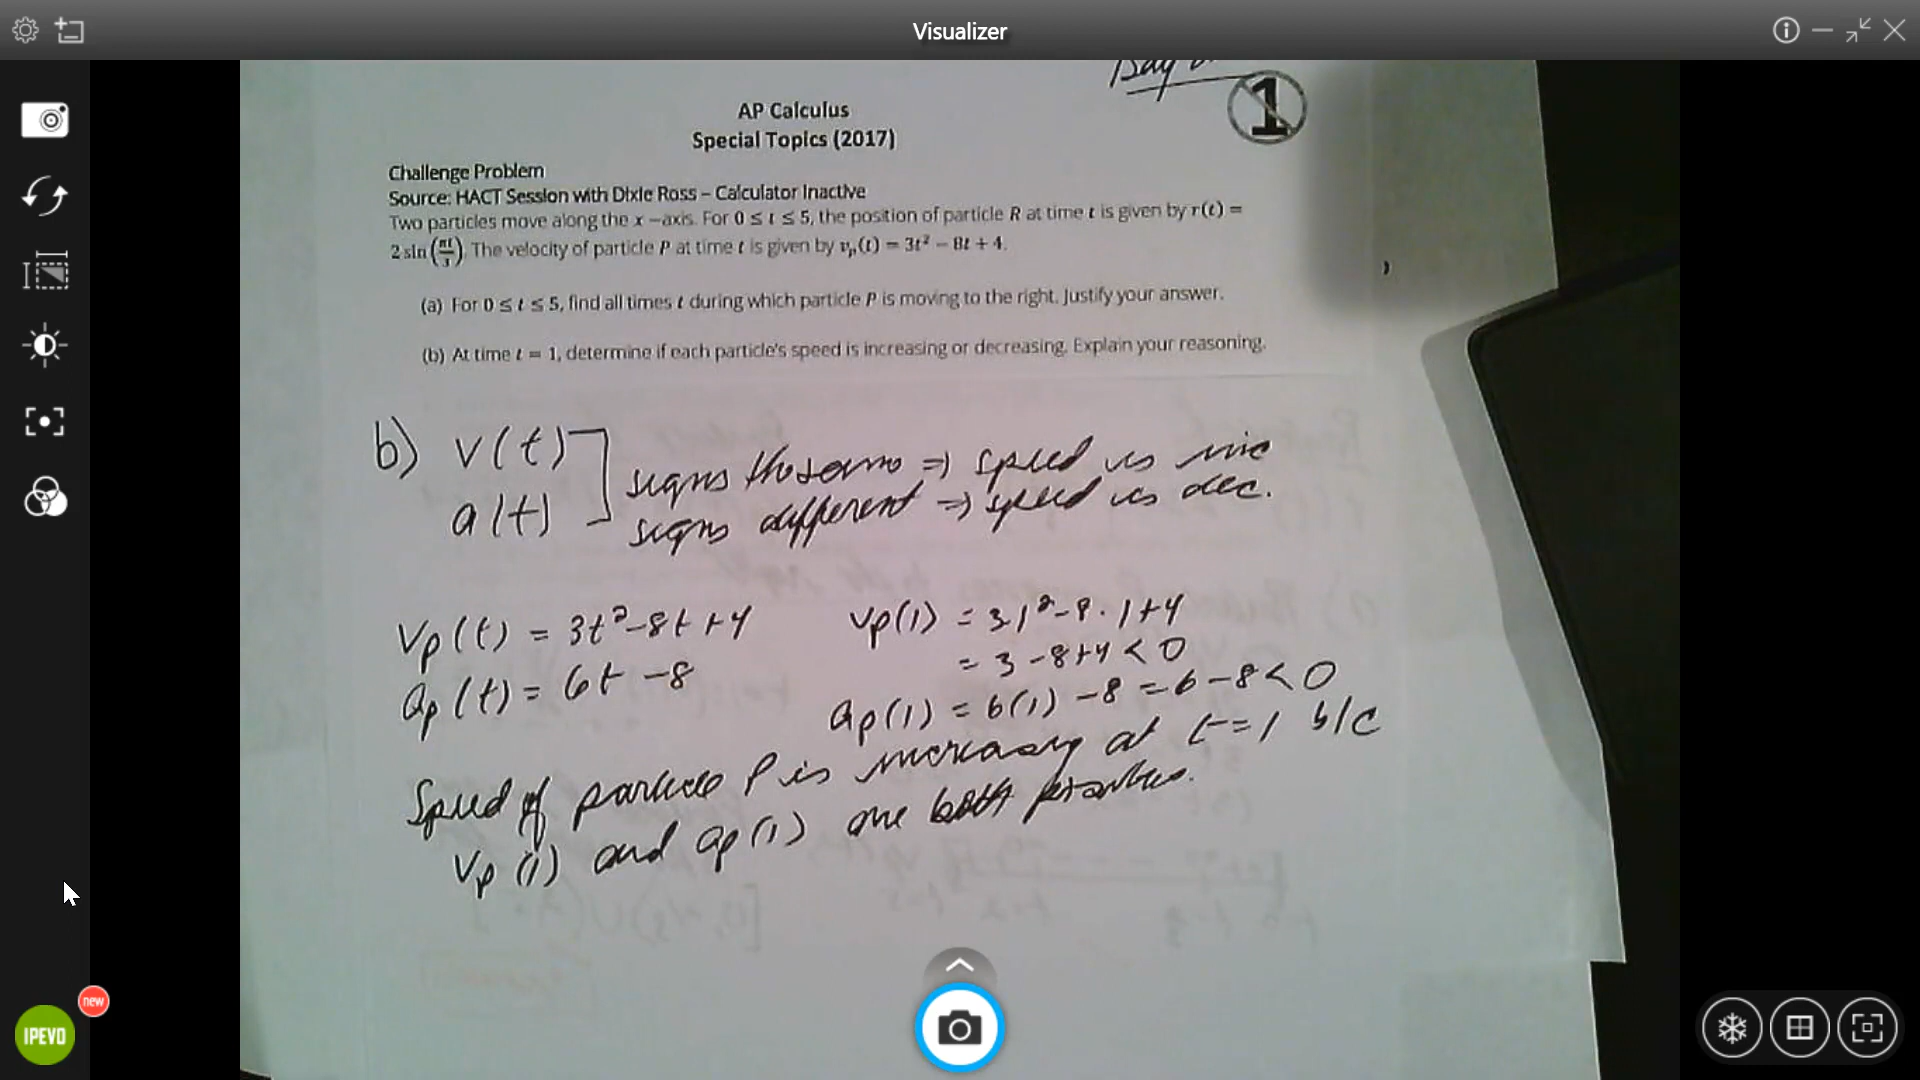 Visualizer
Day
1
AP Calculus
Special Topics (2017)
Challenge Problem
Source: HACT Session with Dixie Ross – Calculator Inactive
Two particles move along the x –axis. For 0 ≤ t ≤ 5, the position of particle R at time t is given by r(t) =
2 sin (πt/3). The velocity of particle P at time t is given by vₚ(t) = 3t² − 8t + 4.
(a) For 0 ≤ t ≤ 5, find all times t during which particle P is moving to the right. Justify your answer.
(b) At time t = 1, determine if each particle's speed is increasing or decreasing. Explain your reasoning.
b) v(t)
a(t)
signs the same ⇒ speed is inc
signs different ⇒ speed is dec.
vₚ(t) = 3t²-8t+4
aₚ(t) = 6t -8
vₚ(1) = 3·1²-8·1+4
= 3-8+4 < 0
aₚ(1) = 6(1) -8 = 6-8 < 0
Speed of particle P is increasing at t=1 b/c
vₚ(1) and aₚ(1) are both
new
IPEVO